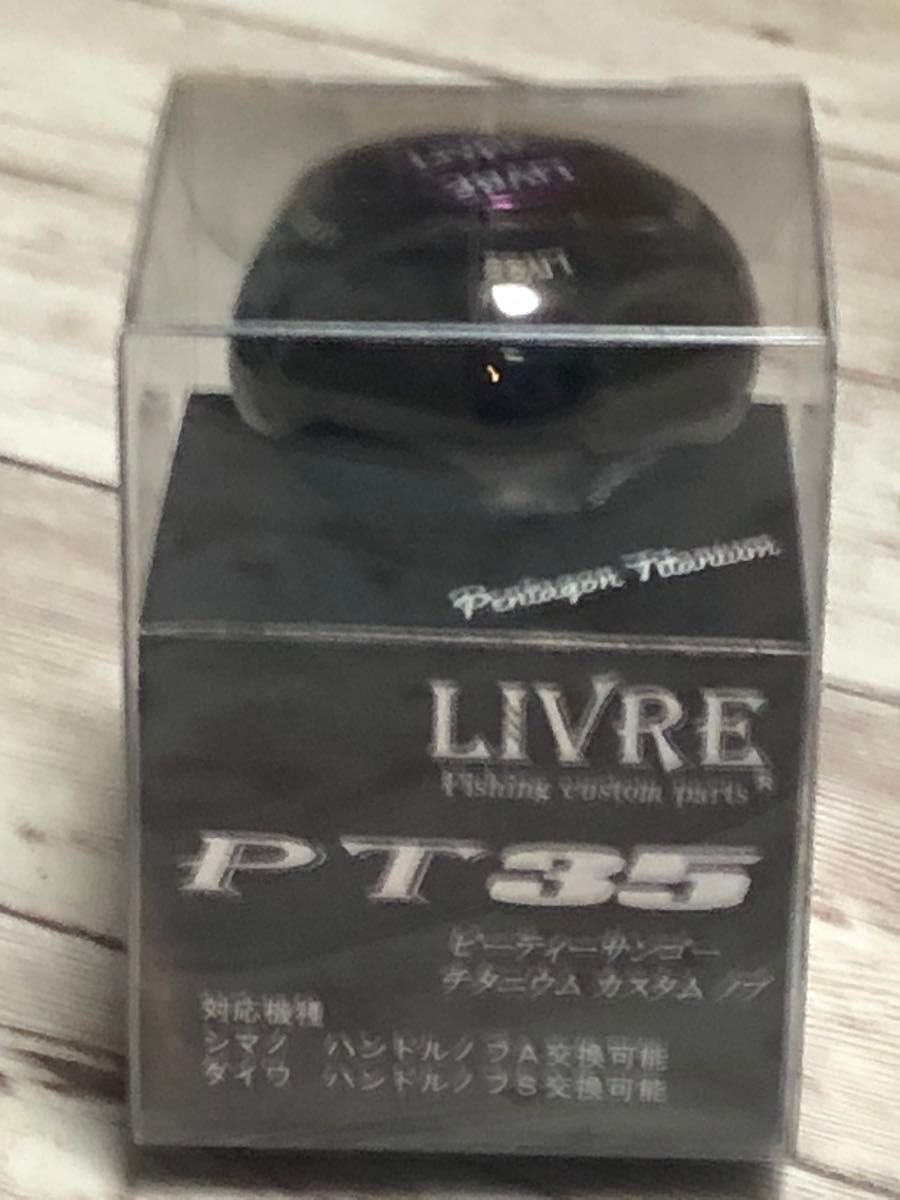 LIVRE
LIVRE
Pentagon Titanium
LIVRE
Fishing custom parts®
PT35
ピーティーサンゴー
チタニウム カスタム ノブ
対応機種
シマノ ハンドルノブA交換可能
ダイワ ハンドルノブS交換可能